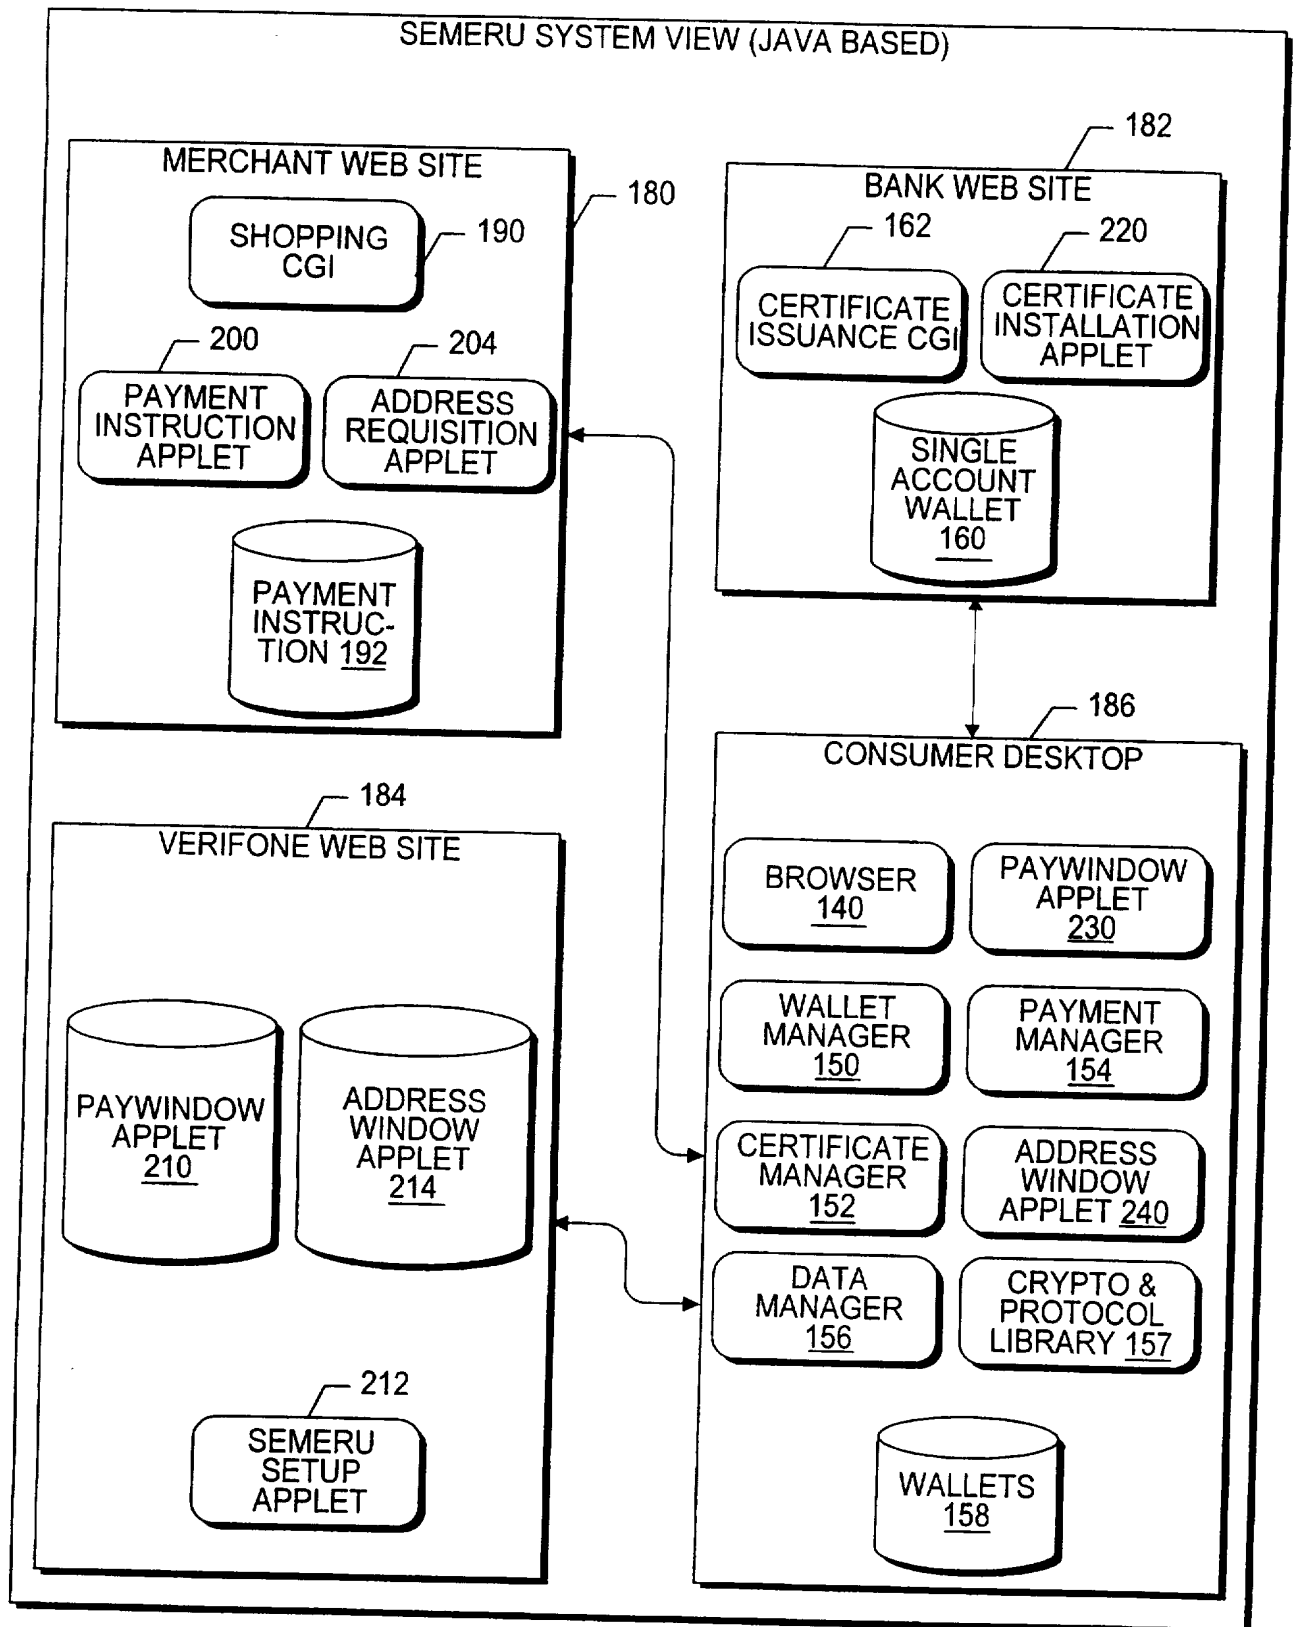 SEMERU SYSTEM VIEW (JAVA BASED)
MERCHANT WEB SITE
180
SHOPPING
CGI
190
200
PAYMENT
INSTRUCTION
APPLET
204
ADDRESS
REQUISITION
APPLET
PAYMENT
INSTRUC-
TION 192
182
BANK WEB SITE
162
CERTIFICATE
ISSUANCE CGI
220
CERTIFICATE
INSTALLATION
APPLET
SINGLE
ACCOUNT
WALLET
160
184
VERIFONE WEB SITE
PAYWINDOW
APPLET
210
ADDRESS
WINDOW
APPLET
214
212
SEMERU
SETUP
APPLET
186
CONSUMER DESKTOP
BROWSER
140
PAYWINDOW
APPLET
230
WALLET
MANAGER
150
PAYMENT
MANAGER
154
CERTIFICATE
MANAGER
152
ADDRESS
WINDOW
APPLET 240
DATA
MANAGER
156
CRYPTO &
PROTOCOL
LIBRARY 157
WALLETS
158